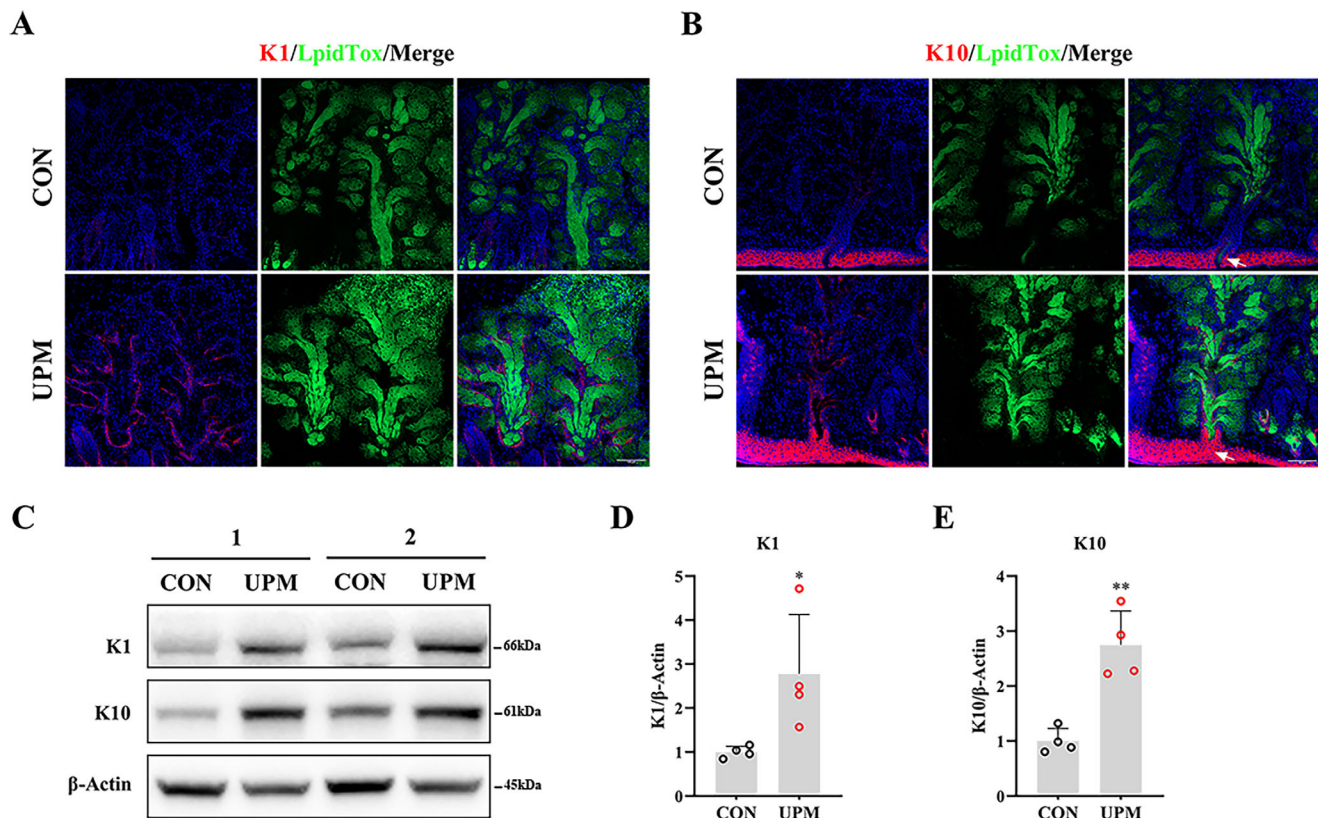 A
K1/LpidTox/Merge
CON
UPM
B
K10/LpidTox/Merge
CON
UPM
C
1 2
CON UPM CON UPM
K1 66kDa
K10 61kDa
β-Actin 45kDa
D
K1
*
K1/β-Actin
5
4
3
2
1
0
CON UPM
E
K10
**
K10/β-Actin
4
3
2
1
0
CON UPM